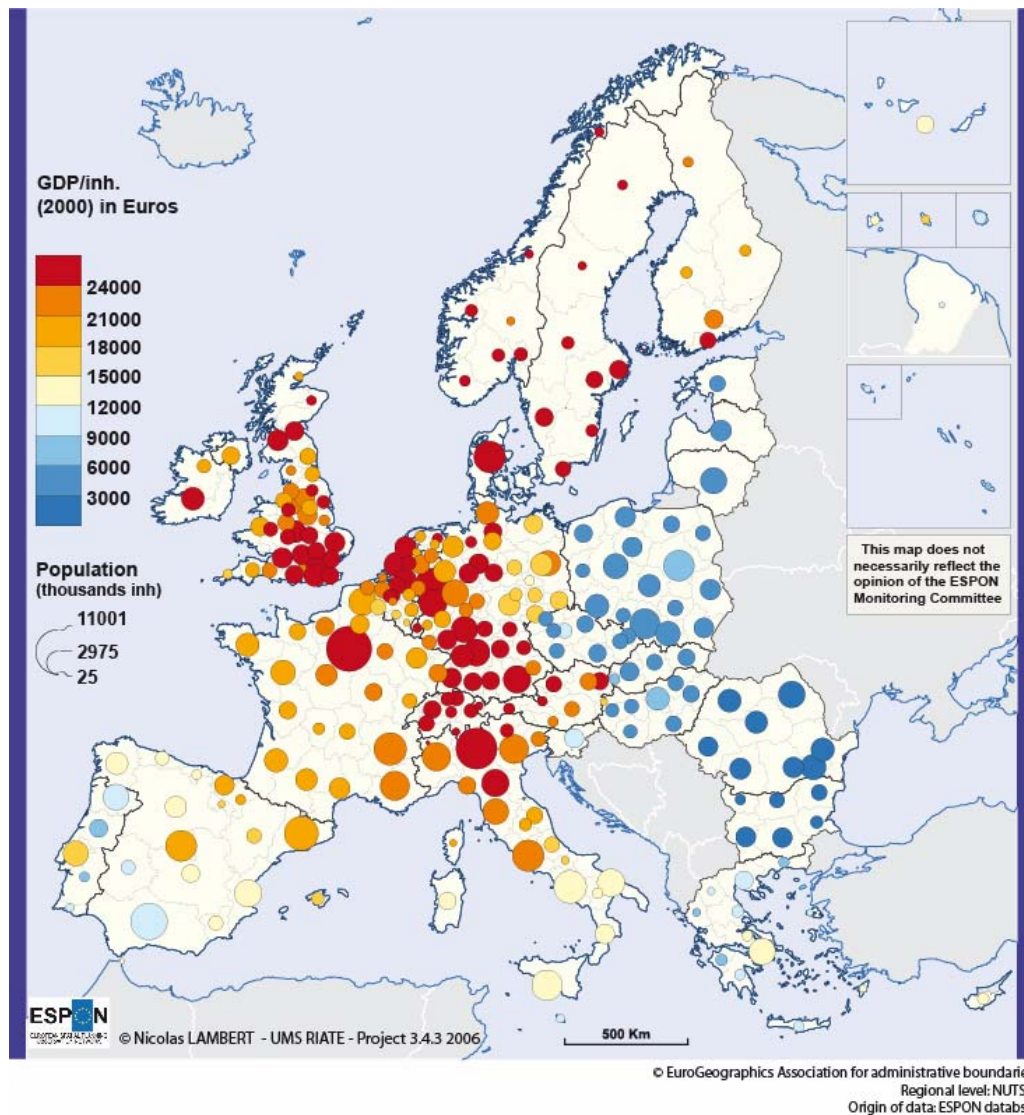 GDP/inh.
(2000) in Euros
24000
21000
18000
15000
12000
9000
6000
3000
Population
(thousands inh)
11001
2975
25
This map does not
necessarily reflect the
opinion of the ESPON
Monitoring Committee
ESPON
© Nicolas LAMBERT - UMS RIATE - Project 3.4.3 2006
500 Km
© EuroGeographics Association for administrative boundarie
Regional level: NUTS
Origin of data: ESPON datab